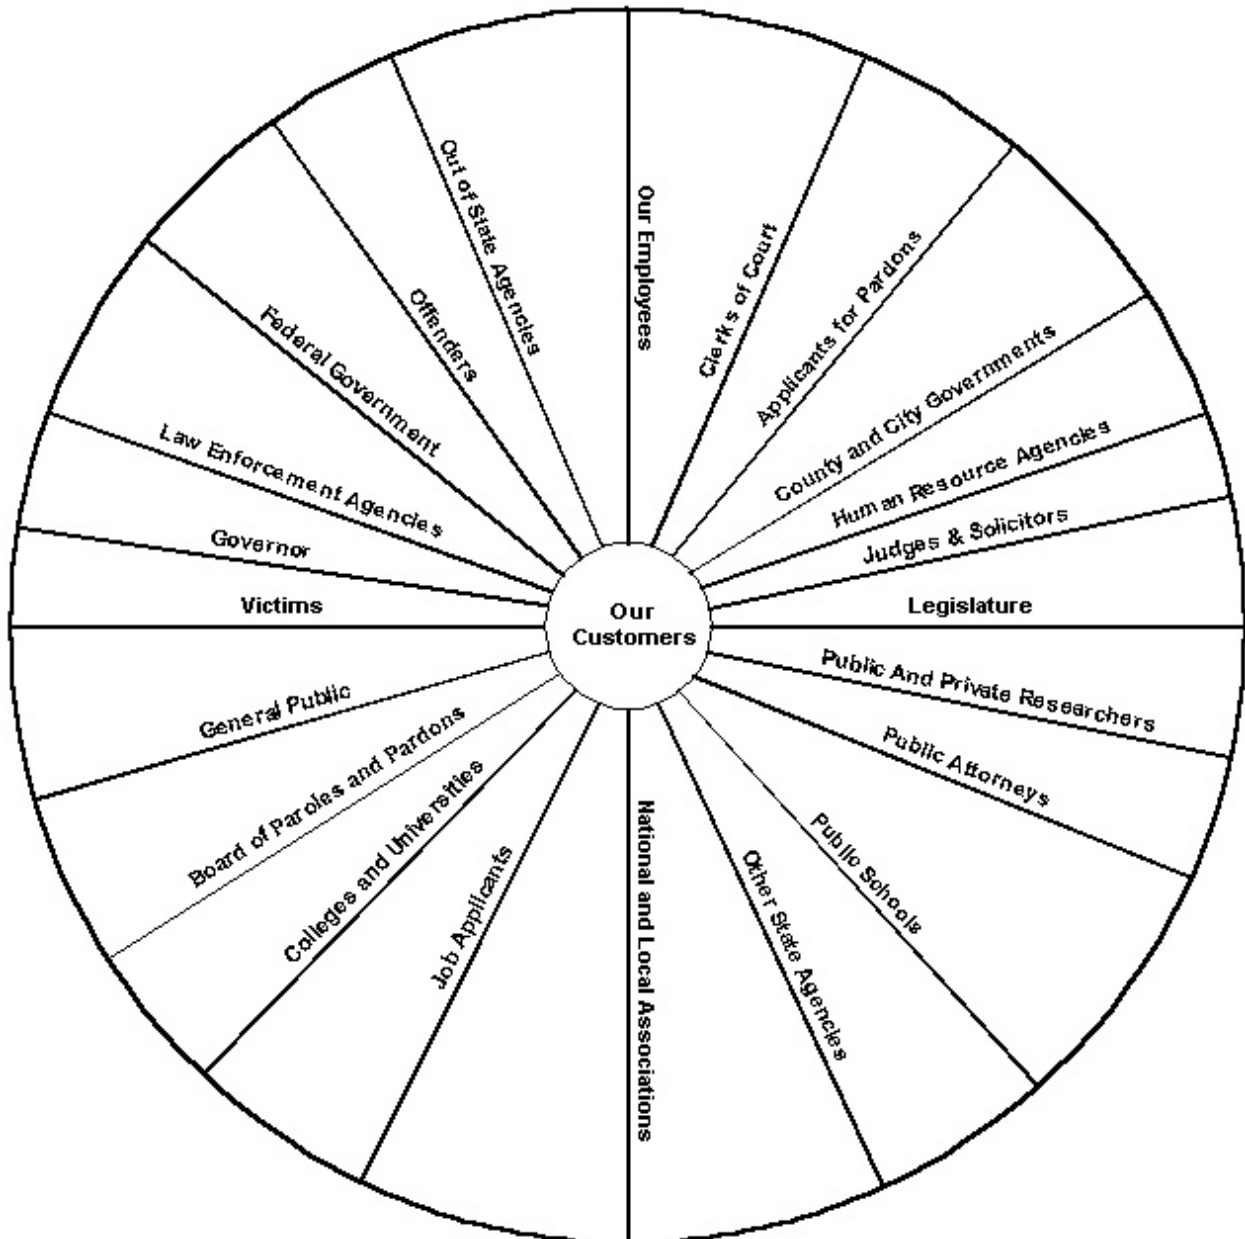 Our Employees
Clerks of Court
Applicants for Pardons
County and City Governments
Human Resource Agencies
Judges & Solicitors
Legislature
Public And Private Researchers
Public Attorneys
Public Schools
Other State Agencies
National and Local Associations
Job Applicants
Colleges and Universities
Board of Paroles and Pardons
General Public
Victims
Governor
Law Enforcement Agencies
Federal Government
Offenders
Out of State Agencies
Our
Customers